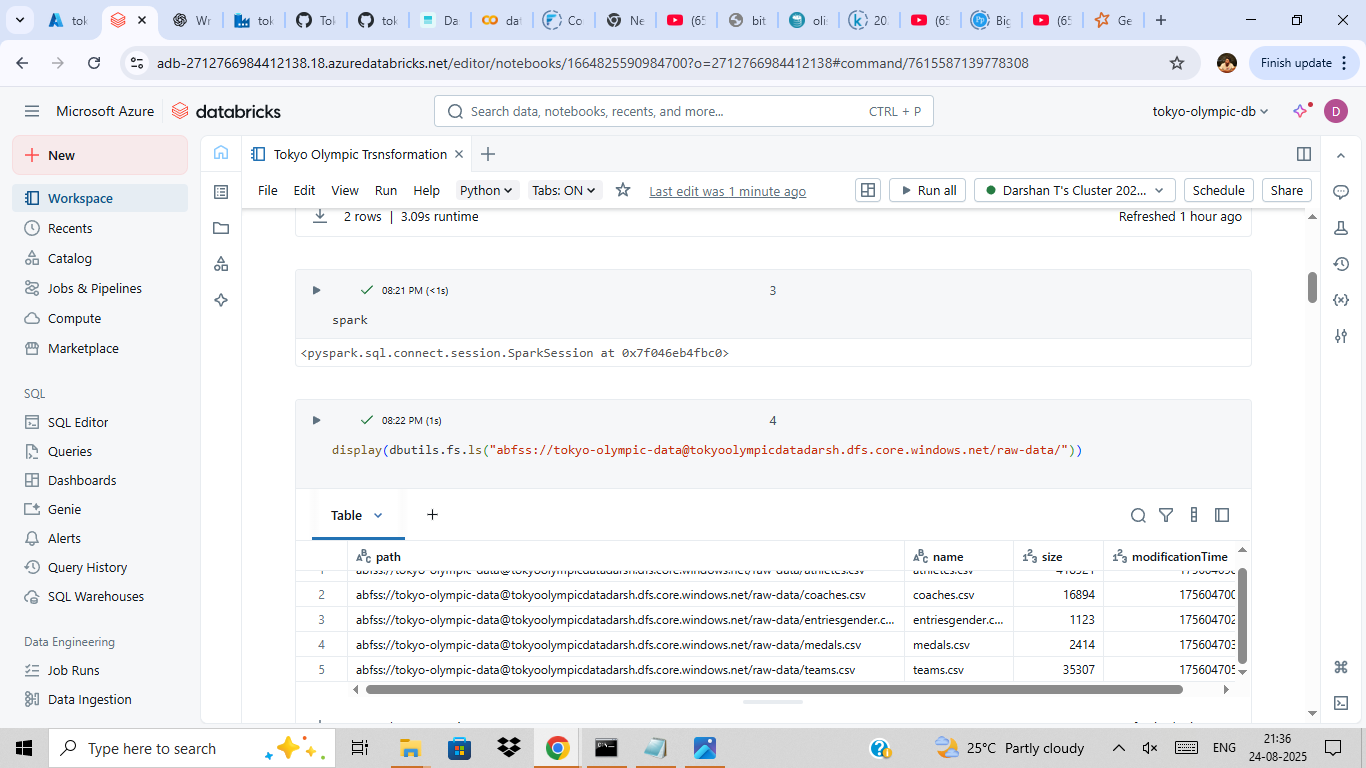 tok
Wr
tok
Tok
tok
Da
dat
Co
Ne
(65
bit
olis
202
(65
Big
(65
Ge
adb-2712766984412138.18.azuredatabricks.net/editor/notebooks/1664825590984700?o=2712766984412138#command/7615587139778308
Finish update
Microsoft Azure
databricks
Search data, notebooks, recents, and more...
CTRL + P
tokyo-olympic-db
D
New
Workspace
Recents
Catalog
Jobs & Pipelines
Compute
Marketplace
SQL
SQL Editor
Queries
Dashboards
Genie
Alerts
Query History
SQL Warehouses
Data Engineering
Job Runs
Data Ingestion
Tokyo Olympic Trsnsformation
File Edit View Run Help Python Tabs: ON Last edit was 1 minute ago
Run all
Darshan T's Cluster 202...
Schedule
Share
2 rows | 3.09s runtime
Refreshed 1 hour ago
08:21 PM (<1s)
3
spark
<pyspark.sql.connect.session.SparkSession at 0x7f046eb4fbc0>
08:22 PM (1s)
4
display(dbutils.fs.ls("abfss://tokyo-olympic-data@tokyoolympicdatadarsh.dfs.core.windows.net/raw-data/"))
Table
path name size modificationTime
1 abfss://tokyo-olympic-data@tokyoolympicdatadarsh.dfs.core.windows.net/raw-data/athletes.csv athletes.csv
2 abfss://tokyo-olympic-data@tokyoolympicdatadarsh.dfs.core.windows.net/raw-data/coaches.csv coaches.csv 16894 175604700
3 abfss://tokyo-olympic-data@tokyoolympicdatadarsh.dfs.core.windows.net/raw-data/entriesgender.c... entriesgender.c... 1123 175604702
4 abfss://tokyo-olympic-data@tokyoolympicdatadarsh.dfs.core.windows.net/raw-data/medals.csv medals.csv 2414 175604703
5 abfss://tokyo-olympic-data@tokyoolympicdatadarsh.dfs.core.windows.net/raw-data/teams.csv teams.csv 35307 175604705
Type here to search
25°C Partly cloudy
ENG
21:36
24-08-2025